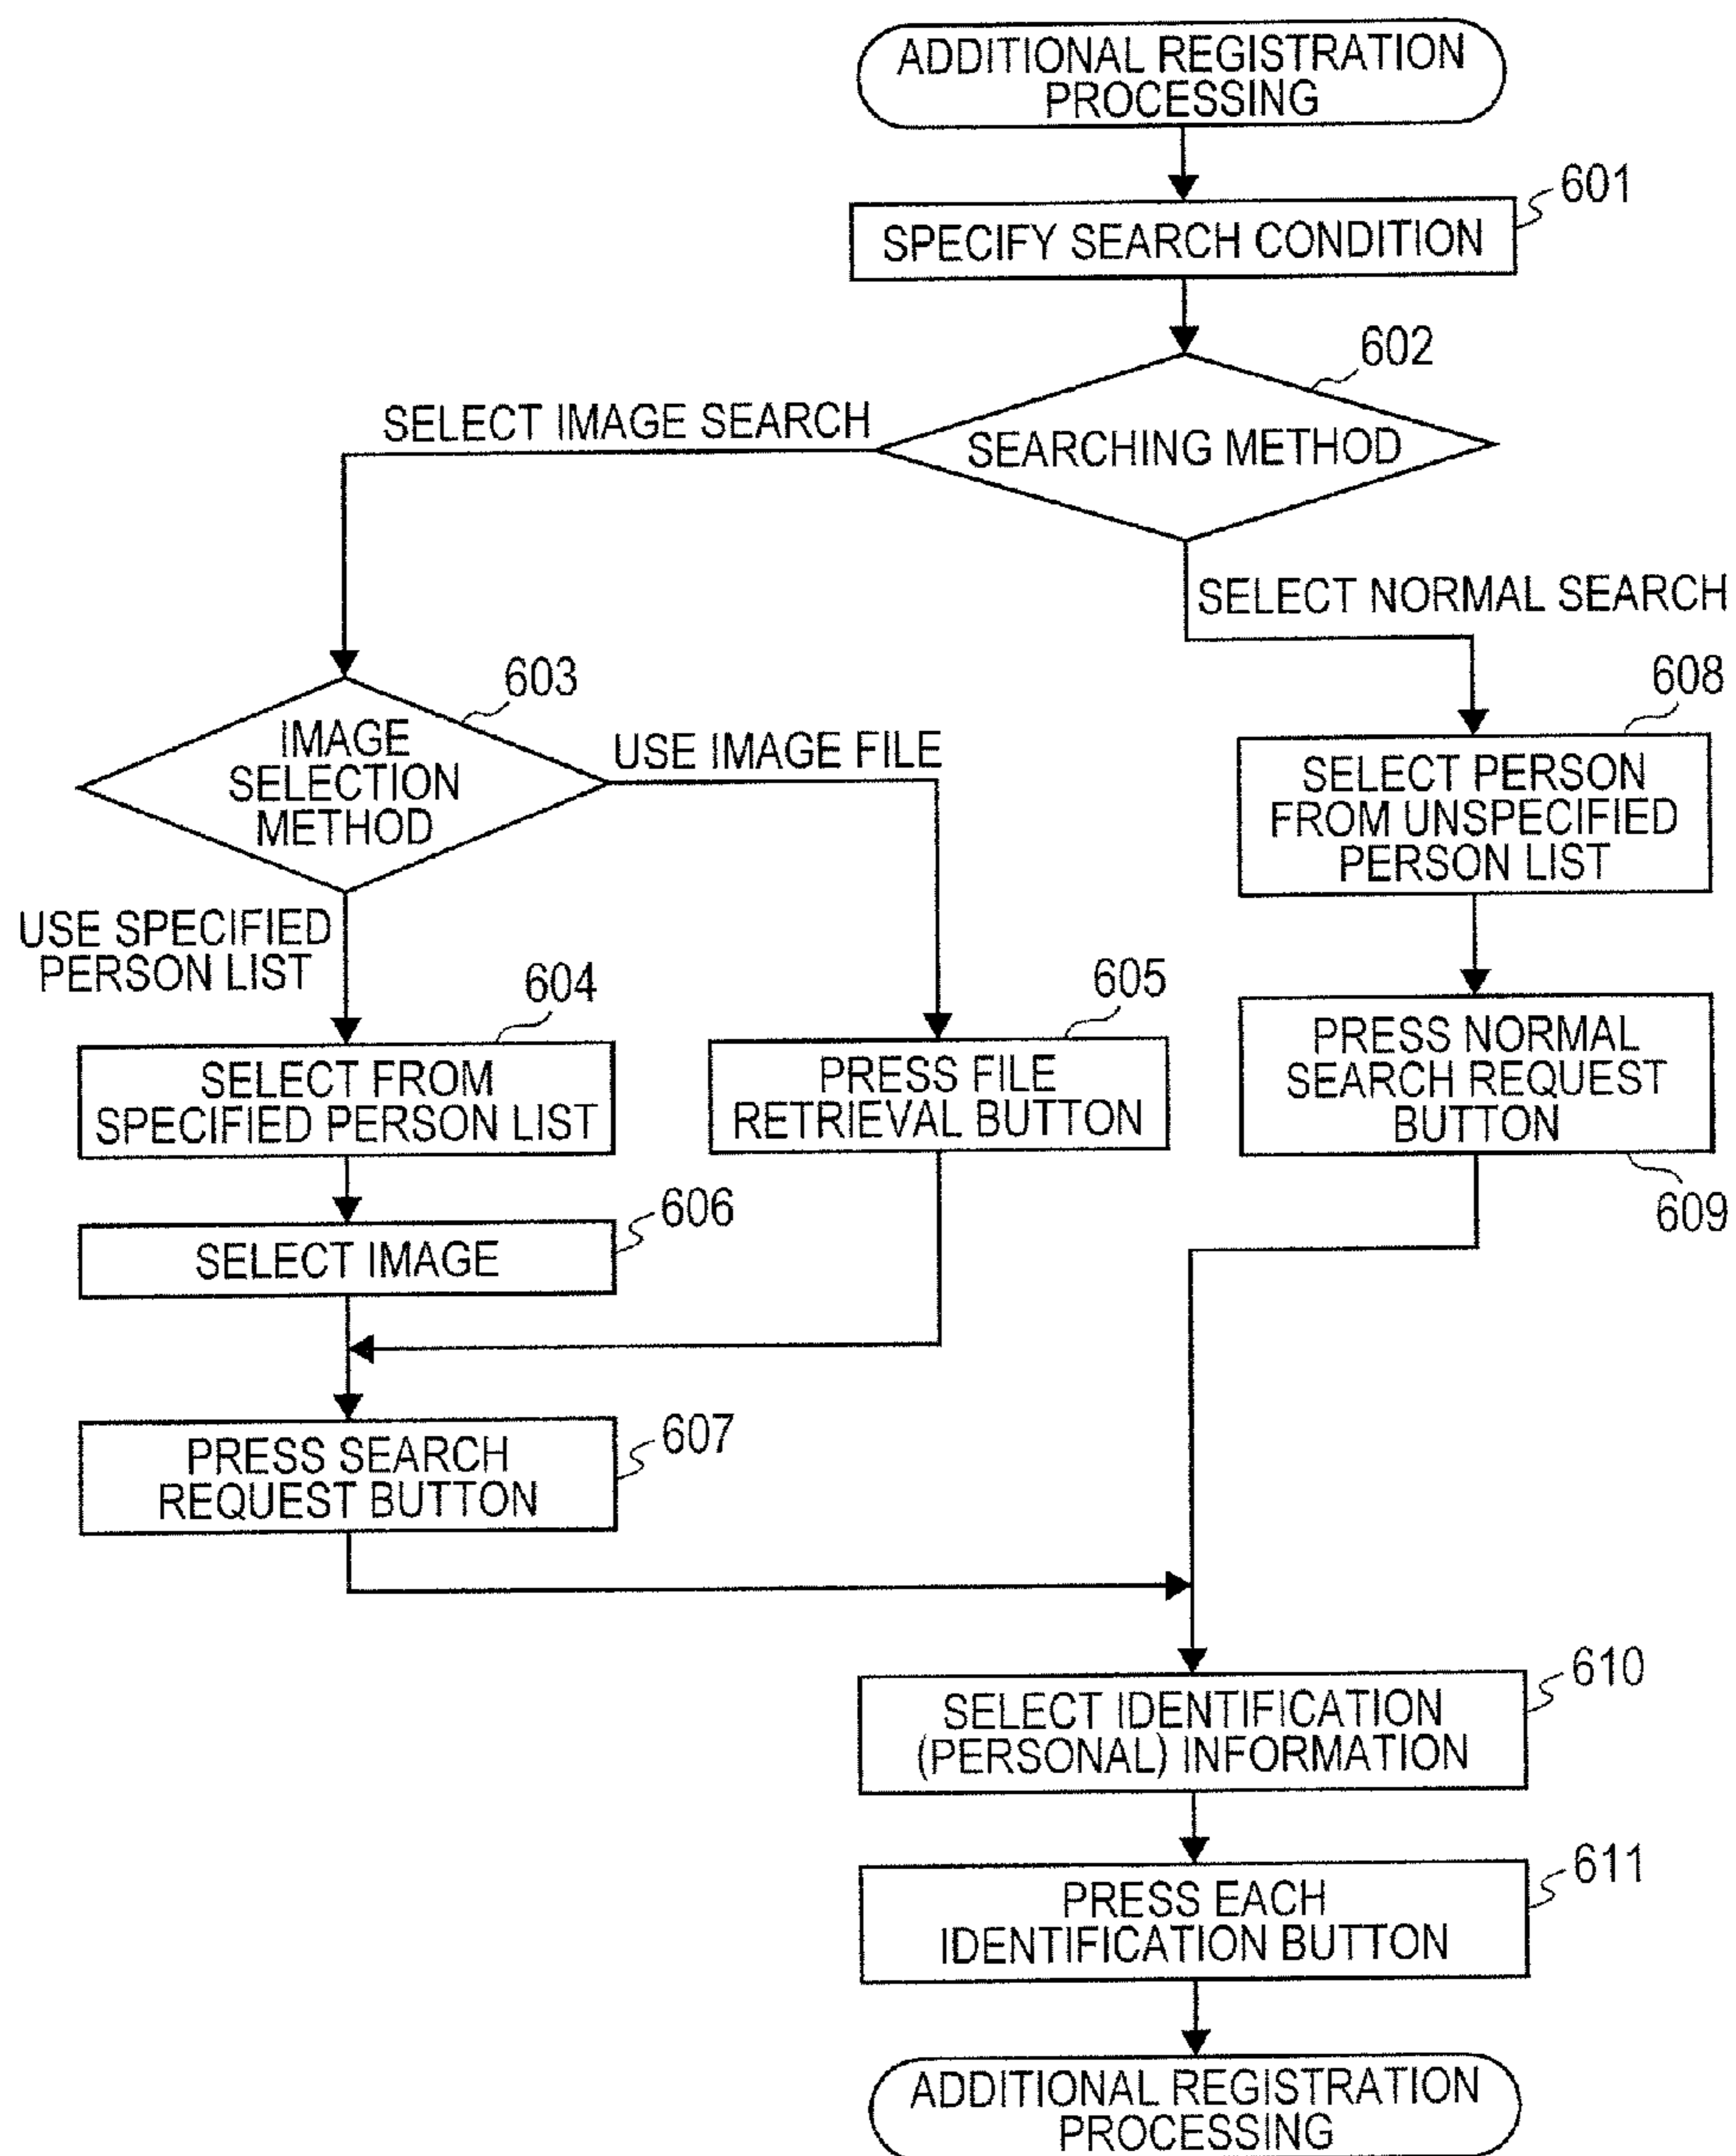 ADDITIONAL REGISTRATION
PROCESSING
601
SPECIFY SEARCH CONDITION
602
SEARCHING METHOD
SELECT IMAGE SEARCH
SELECT NORMAL SEARCH
603
IMAGE
SELECTION
METHOD
USE IMAGE FILE
USE SPECIFIED
PERSON LIST
608
SELECT PERSON
FROM UNSPECIFIED
PERSON LIST
604
SELECT FROM
SPECIFIED PERSON LIST
605
PRESS FILE
RETRIEVAL BUTTON
PRESS NORMAL
SEARCH REQUEST
BUTTON
609
606
SELECT IMAGE
607
PRESS SEARCH
REQUEST BUTTON
610
SELECT IDENTIFICATION
(PERSONAL) INFORMATION
611
PRESS EACH
IDENTIFICATION BUTTON
ADDITIONAL REGISTRATION
PROCESSING